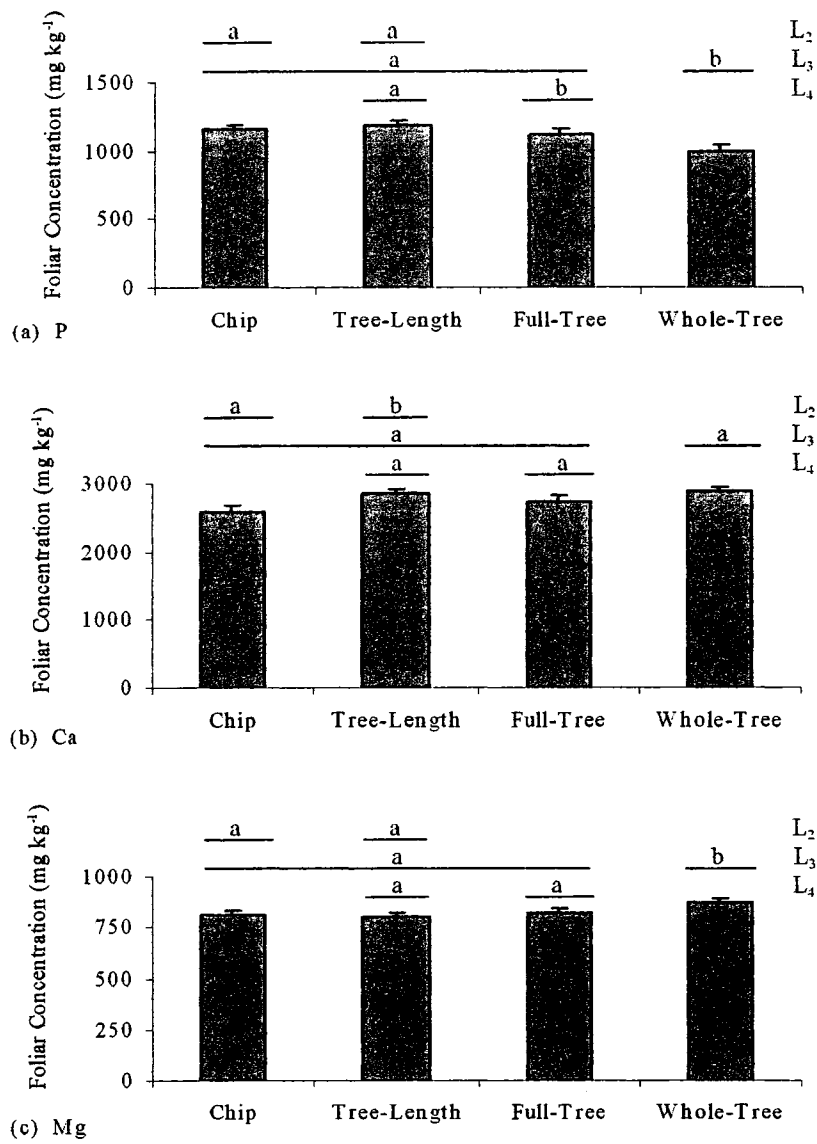 a a L₂
a b L₃
a b L₄
Foliar Concentration (mg kg⁻¹)
1500
1000
500
0
Chip Tree-Length Full-Tree Whole-Tree
(a) P
a b L₂
a a L₃
a a L₄
Foliar Concentration (mg kg⁻¹)
3000
2000
1000
0
Chip Tree-Length Full-Tree Whole-Tree
(b) Ca
a a L₂
a b L₃
a a L₄
Foliar Concentration (mg kg⁻¹)
1000
750
500
250
0
Chip Tree-Length Full-Tree Whole-Tree
(c) Mg